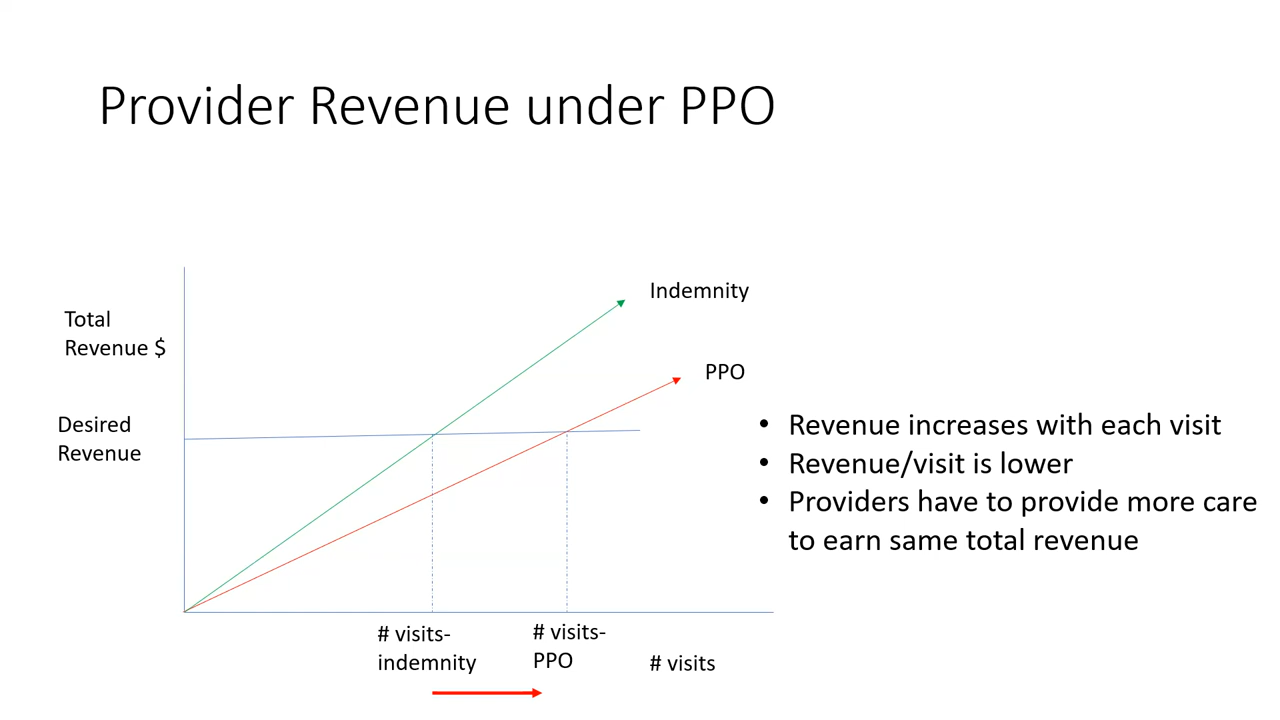 Provider Revenue under PPO
Total
Revenue $
Desired
Revenue
Indemnity
PPO
# visits-
indemnity
# visits-
PPO
# visits
• Revenue increases with each visit
• Revenue/visit is lower
• Providers have to provide more care
to earn same total revenue